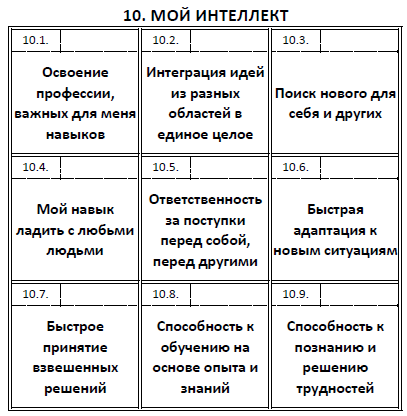 10. МОЙ ИНТЕЛЛЕКТ
10.1.
Освоение
профессии,
важных для меня
навыков
10.2.
Интеграция идей
из разных
областей в
единое целое
10.3.
Поиск нового для
себя и других
10.4.
Мой навык
ладить с любьми
людьми
10.5.
Ответственность
за поступки
перед собой,
перед другими
10.6.
Быстрая
адаптация к
новым ситуациям
10.7.
Быстрое
принятие
взвешенных
решений
10.8.
Способность к
обучению на
основе опыта и
знаний
10.9.
Способность к
познанию и
решению
трудностей